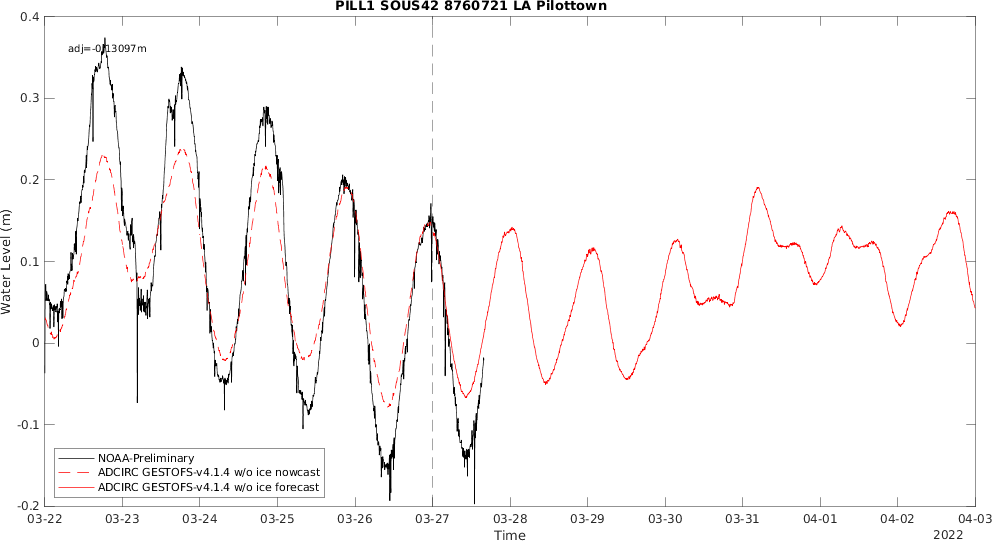 PILL1 SOUS42 8760721 LA Pilottown
adj=-0.13097m
Water Level (m)
0.4
0.3
0.2
0.1
0
-0.1
-0.2
NOAA-Preliminary
ADCIRC GESTOFS-v4.1.4 w/o ice nowcast
ADCIRC GESTOFS-v4.1.4 w/o ice forecast
03-22 03-23 03-24 03-25 03-26 03-27 03-28 03-29 03-30 03-31 04-01 04-02 04-03
Time
2022